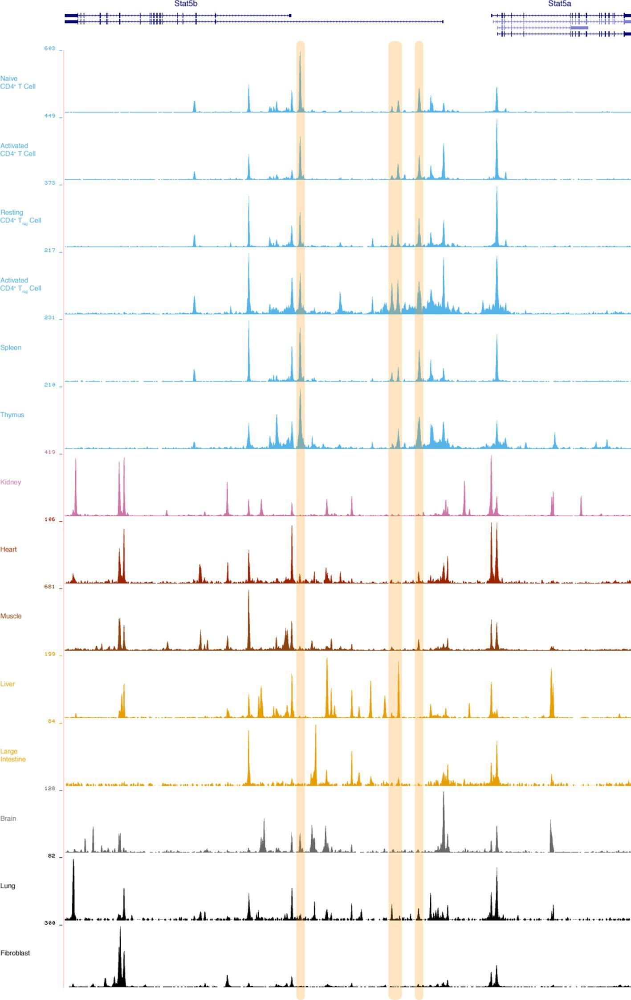 Stat5b Stat5a
603
Naive
CD4⁺ T Cell
449
Activated
CD4⁺ T Cell
373
Resting
CD4⁺ Treg Cell
217
Activated
CD4⁺ Treg Cell
231
Spleen
210
Thymus
419
Kidney
106
Heart
681
Muscle
199
Liver
84
Large
Intestine
128
Brain
82
Lung
300
Fibroblast